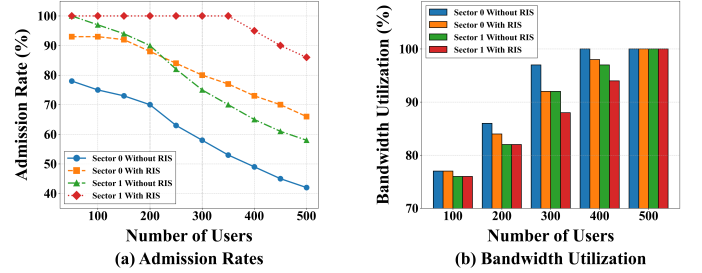 100
90
80
70
60
50
40
Admission Rate (%)
Sector 0 Without RIS
Sector 0 With RIS
Sector 1 Without RIS
Sector 1 With RIS
100
200
300
400
500
Number of Users
(a) Admission Rates
100
90
80
70
Bandwidth Utilization (%)
Sector 0 Without RIS
Sector 0 With RIS
Sector 1 Without RIS
Sector 1 With RIS
100
200
300
400
500
Number of Users
(b) Bandwidth Utilization